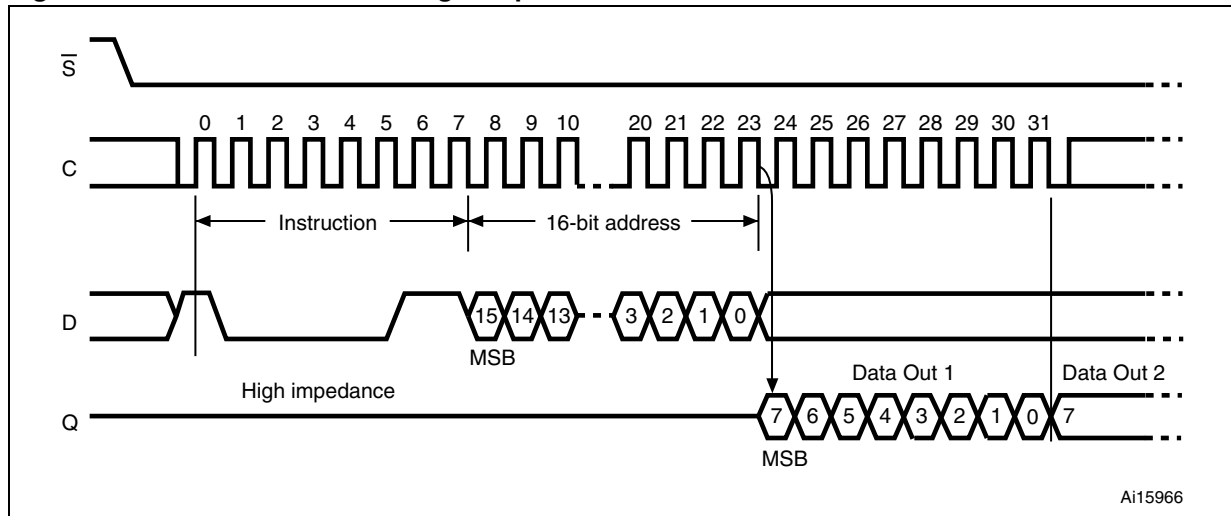 S
0 1 2 3 4 5 6 7 8 9 10 20 21 22 23 24 25 26 27 28 29 30 31
C
Instruction 16-bit address
D 15 14 13 3 2 1 0
MSB
High impedance Data Out 1 Data Out 2
Q 7 6 5 4 3 2 1 0 7
MSB
Ai15966